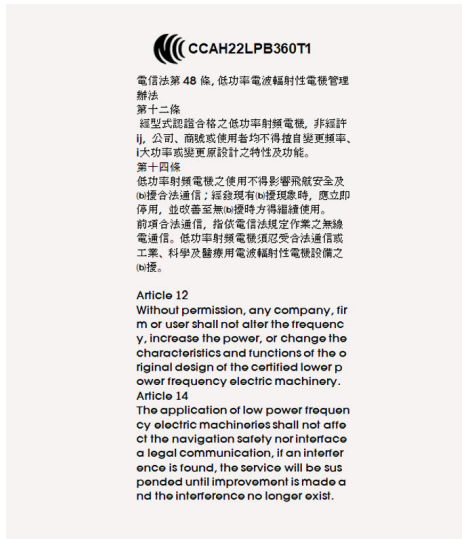 CCAH22LPB360T1
電信法第 48 條, 低功率電波輻射性電機管理
辦法
第十二條
經型式認證合格之低功率射頻電機, 非經許
ij, 公司、商號或使用者均不得擅自變更頻率、
i大功率或變更原設計之特性及功能。
第十四條
低功率射頻電機之使用不得影響飛航安全及
(b)擾合法通信；經發現有(b)擾現象時, 應立即
停用, 並改善至無(b)擾時方得繼續使用。
前項合法通信, 指依電信法規定作業之無線
電通信。低功率射頻電機須忍受合法通信或
工業、科學及醫療用電波輻射性電機設備之
(b)擾。
Article 12
Without permission, any company, fir
m or user shall not alter the frequenc
y, increase the power, or change the
characteristics and functions of the o
riginal design of the certified lower p
ower frequency electric machinery.
Article 14
The application of low power frequen
cy electric machineries shall not affe
ct the navigation safety nor interface
a legal communication, if an interfer
ence is found, the service will be sus
pended until improvement is made a
nd the interference no longer exist.